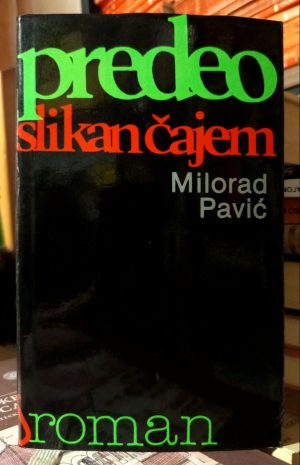 predeo
slikan čajem
Milorad
Pavić
roman